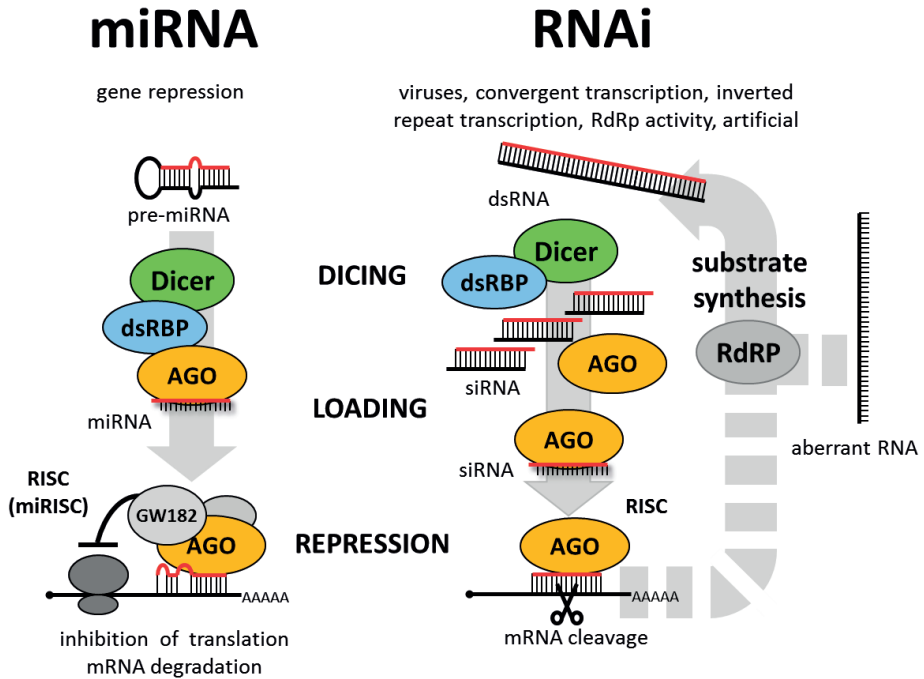 miRNA
gene repression
pre-miRNA
Dicer
dsRBP
AGO
miRNA
RISC
(miRISC)
GW182
AGO
AAAAA
inhibition of translation
mRNA degradation
DICING
LOADING
REPRESSION
RNAi
viruses, convergent transcription, inverted
repeat transcription, RdRp activity, artificial
dsRNA
Dicer
dsRBP
siRNA
AGO
AGO
siRNA
RISC
AGO
AAAAA
mRNA cleavage
substrate
synthesis
RdRP
aberrant RNA